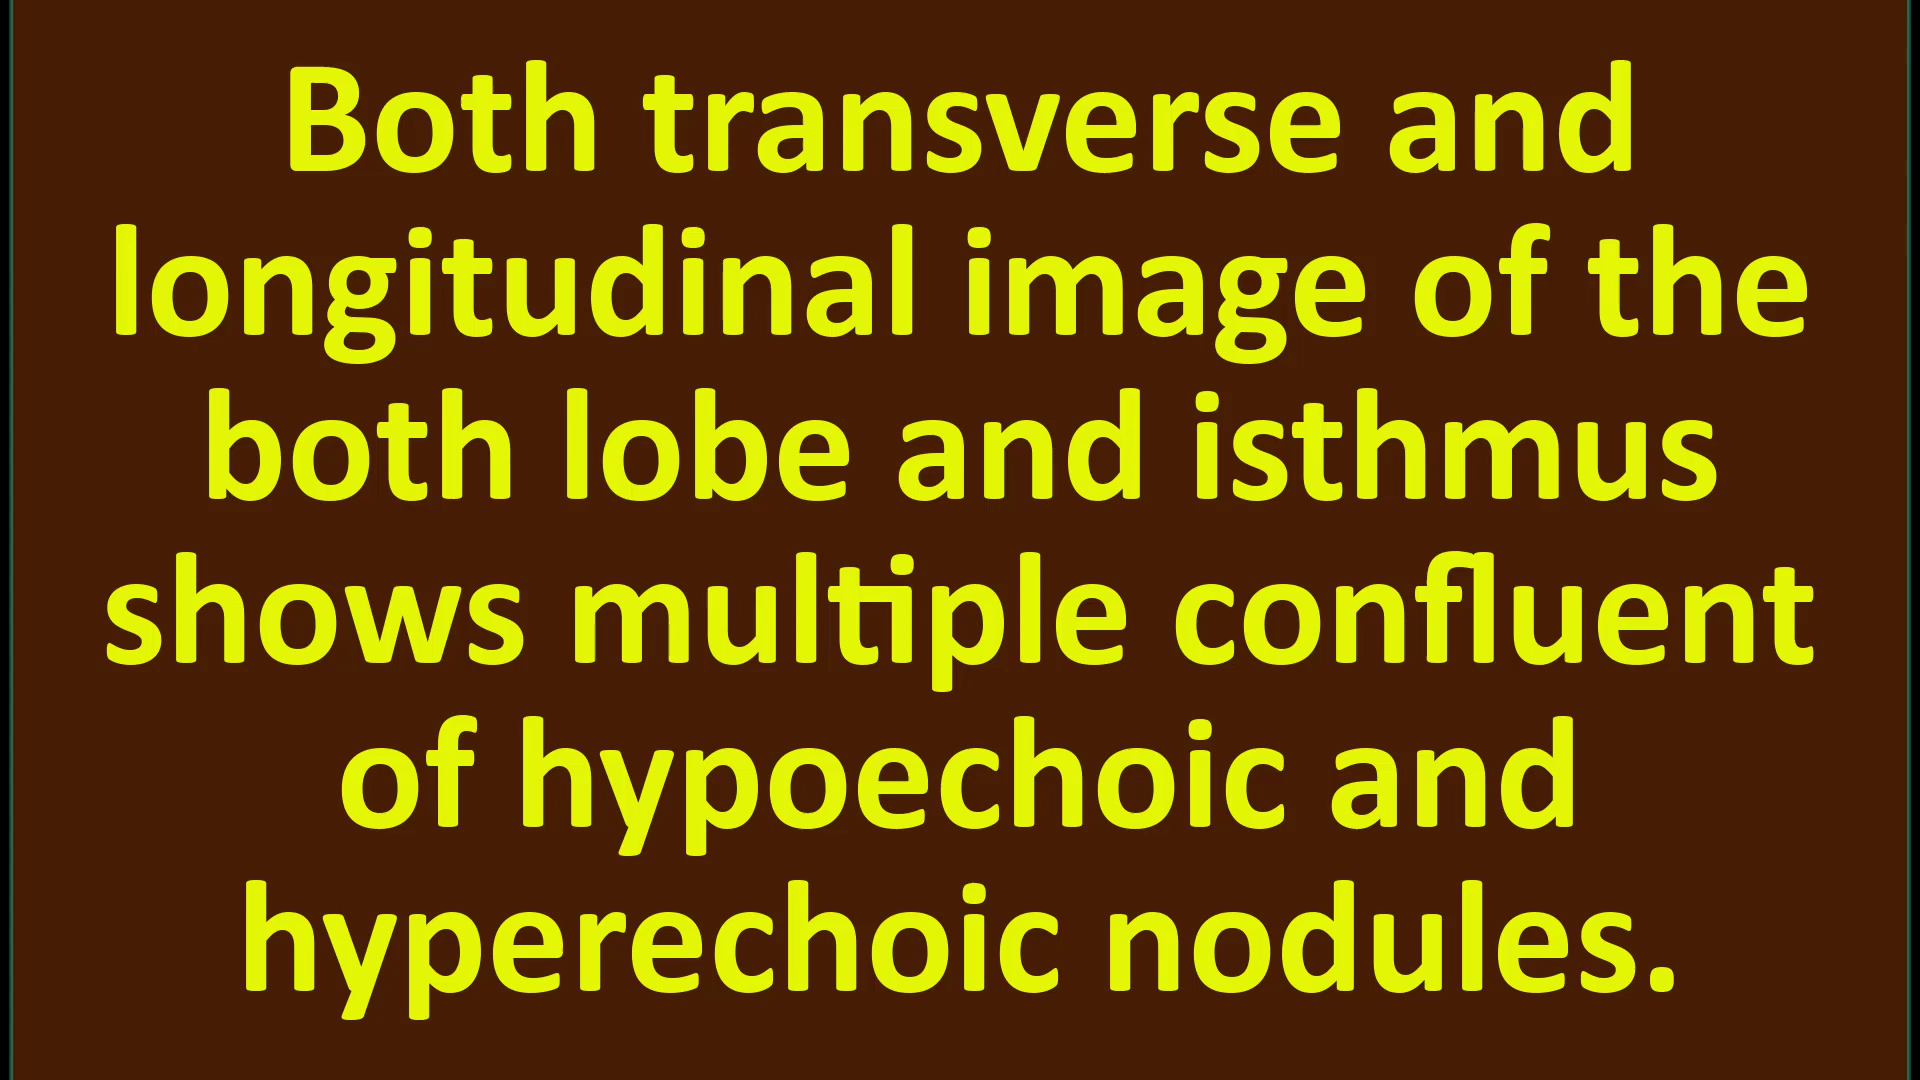 Both transverse and
longitudinal image of the
both lobe and isthmus
shows multiple confluent
of hypoechoic and
hyperechoic nodules.